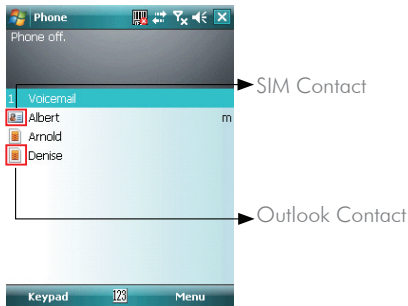 Phone
Phone off.
1 Voicemail
Albert m
Arnold
Denise
SIM Contact
Outlook Contact
Keypad 123 Menu